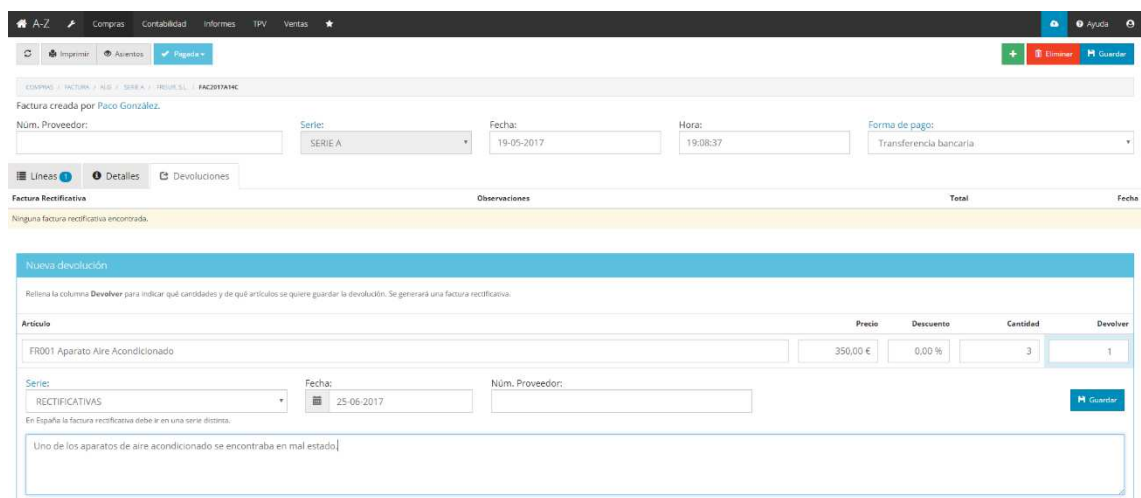 A-Z Compras Contabilidad Informes TPV Ventas Ayuda
Imprimir Asientos Pagada Eliminar Guardar
COMPRAS / FACTURA / ALG / SERIE A / FRISUR S.L. / FAC2017A14C
Factura creada por Paco González.
Núm. Proveedor: Serie: Fecha: Hora: Forma de pago:
SERIE A 19-05-2017 19:08:37 Transferencia bancaria
Líneas 1 Detalles Devoluciones
Factura Rectificativa Observaciones Total Fecha
Ninguna factura rectificativa encontrada.
Nueva devolución
Rellena la columna Devolver para indicar qué cantidades y de qué artículos se quiere guardar la devolución. Se generará una factura rectificativa.
Artículo Precio Descuento Cantidad Devolver
FR001 Aparato Aire Acondicionado 350,00 € 0,00 % 3 1
Serie: Fecha: Núm. Proveedor:
RECTIFICATIVAS 25-06-2017 Guardar
En España la factura rectificativa debe ir en una serie distinta.
Uno de los aparatos de aire acondicionado se encontraba en mal estado.